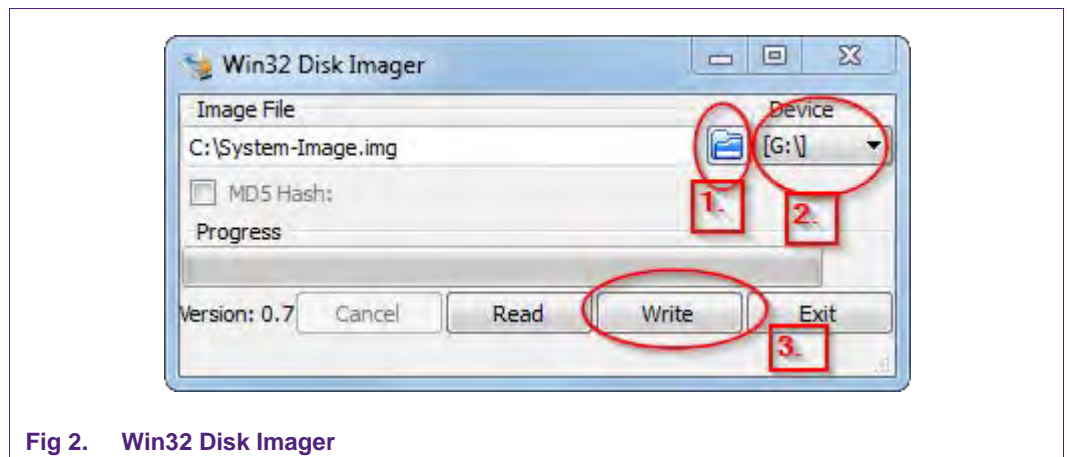 Win32 Disk Imager
Image File
Device
C:\System-Image.img
[G:\]
MD5 Hash:
1.
2.
Progress
Version: 0.7
Cancel
Read
Write
Exit
3.
Fig 2. Win32 Disk Imager